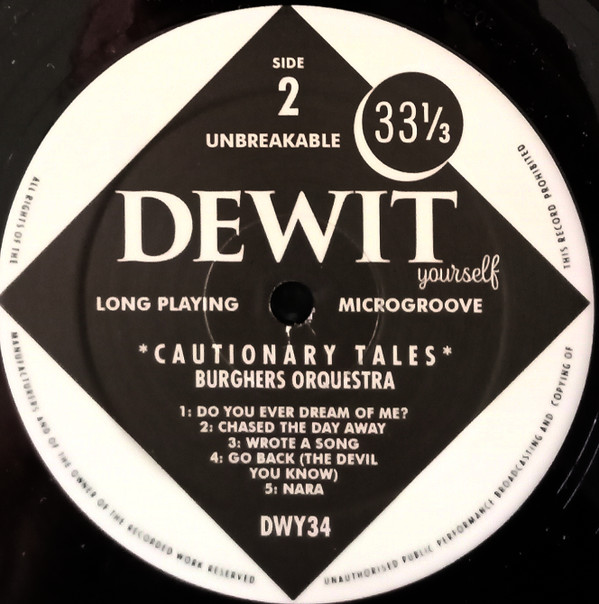 SIDE
2
UNBREAKABLE
33⅓
DEWIT
yourself
LONG PLAYING MICROGROOVE
*CAUTIONARY TALES*
BURGHERS ORQUESTRA
1: DO YOU EVER DREAM OF ME?
2: CHASED THE DAY AWAY
3: WROTE A SONG
4: GO BACK (THE DEVIL
YOU KNOW)
5: NARA
DWY34
ALL RIGHTS OF THE
MANUFACTURERS AND OF THE OWNER OF THE RECORDED WORK RESERVED
UNAUTHORISED PUBLIC PERFORMANCE BROADCASTING AND COPYING OF
THIS RECORD PROHIBITED